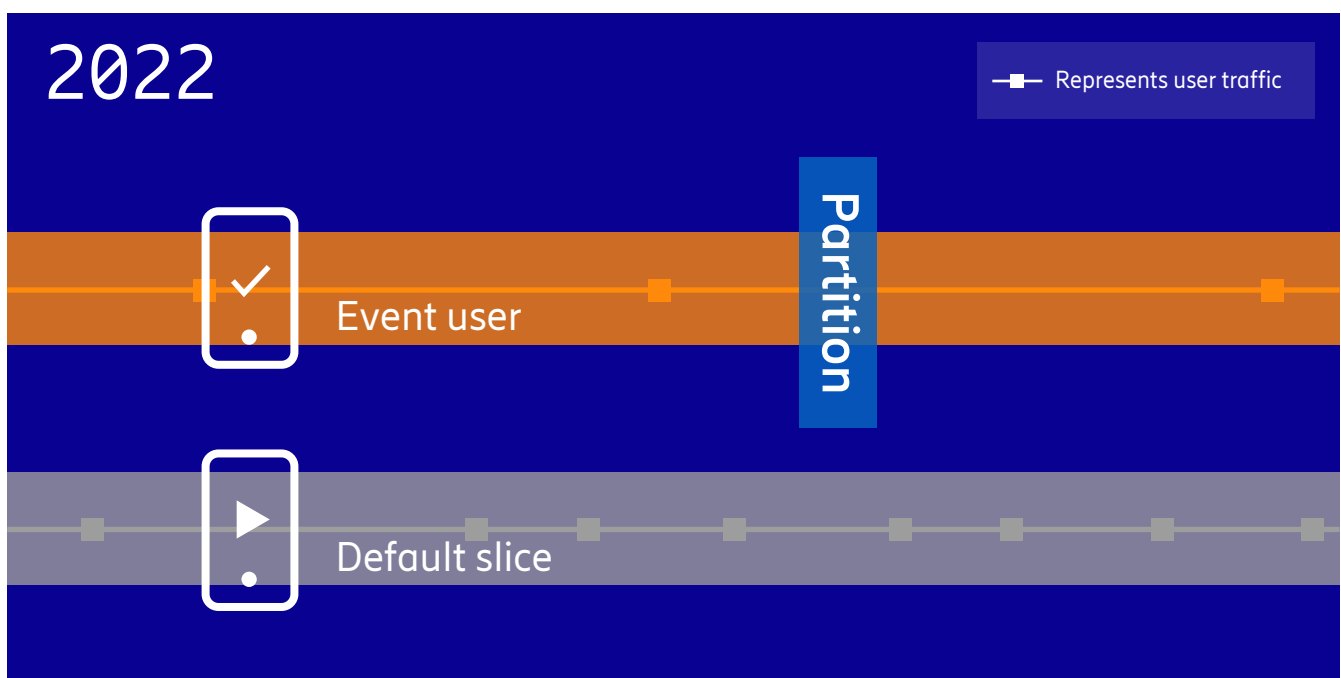 2022
Represents user traffic
Partition
Event user
Default slice